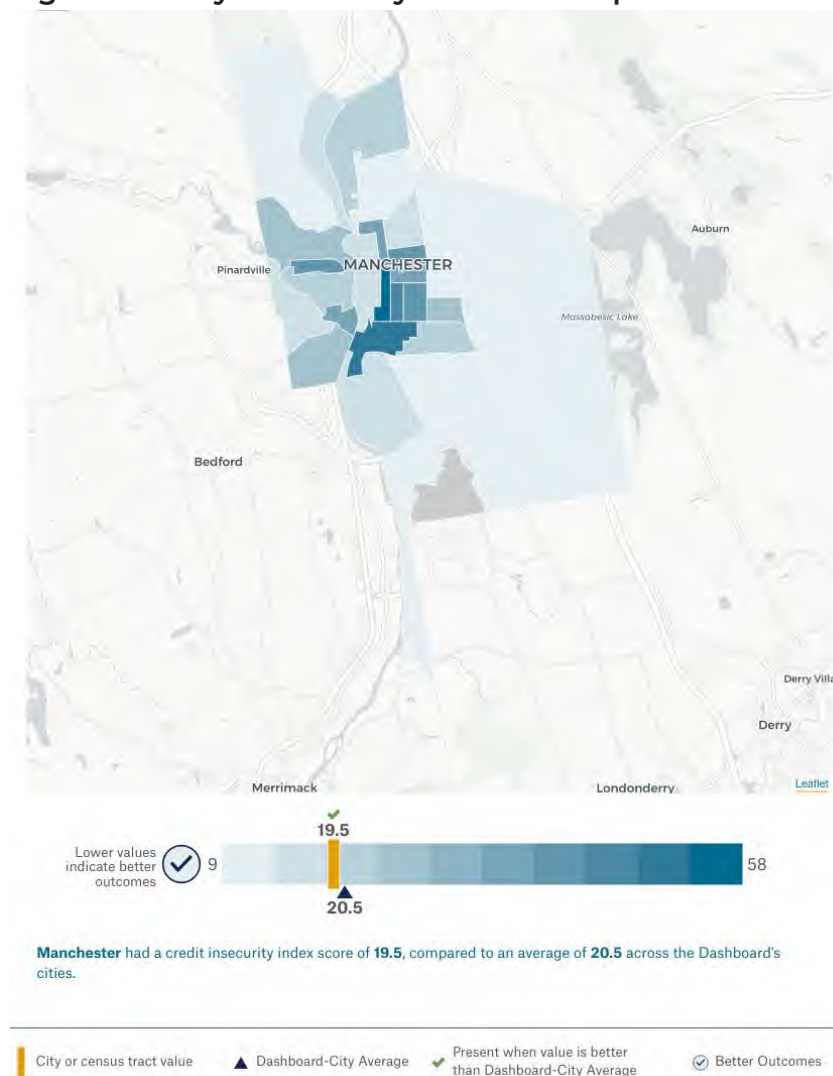 Auburn
Pinardville
MANCHESTER
Massabesic Lake
Bedford
Derry
Merrimack
Londonderry
Leaflet
19.5
Lower values
indicate better
outcomes
9
58
20.5
Manchester had a credit insecurity index score of 19.5, compared to an average of 20.5 across the Dashboard's
cities.
City or census tract value
Dashboard-City Average
Present when value is better
than Dashboard-City Average
Better Outcomes